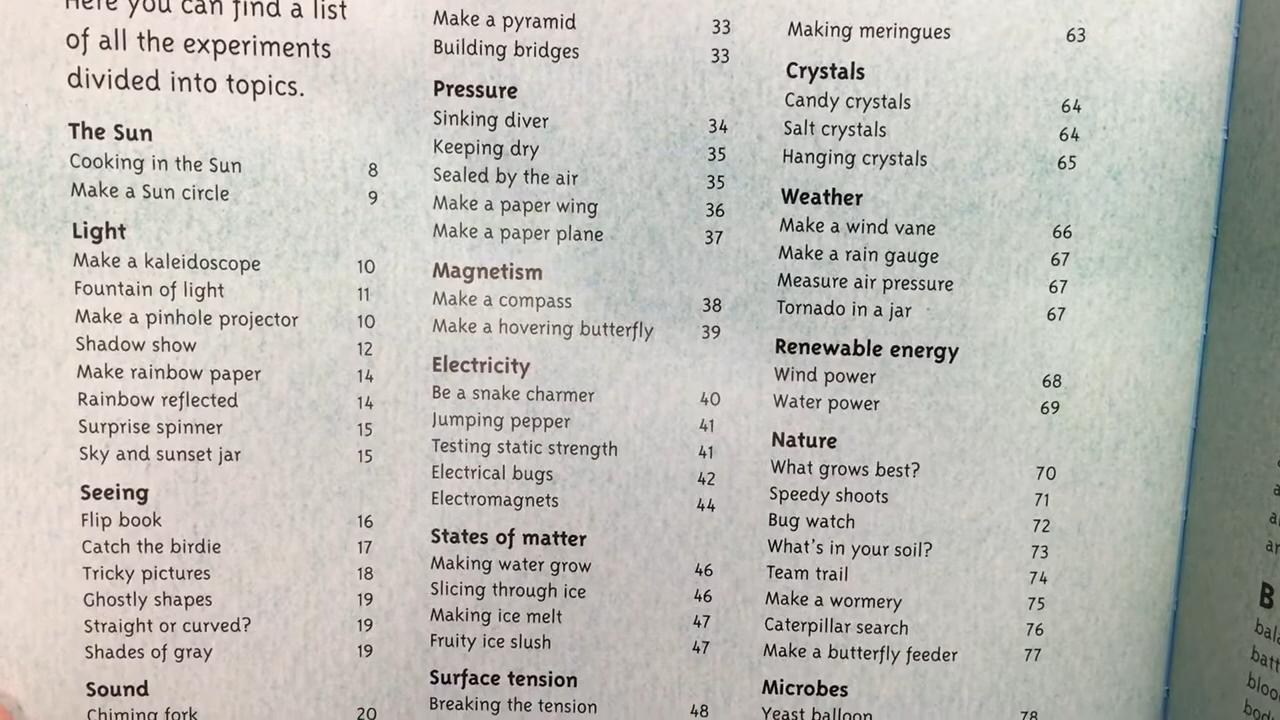 Here you can find a list
of all the experiments
divided into topics.
The Sun
Cooking in the Sun 8
Make a Sun circle 9
Light
Make a kaleidoscope 10
Fountain of light 11
Make a pinhole projector 10
Shadow show 12
Make rainbow paper 14
Rainbow reflected 14
Surprise spinner 15
Sky and sunset jar 15
Seeing
Flip book 16
Catch the birdie 17
Tricky pictures 18
Ghostly shapes 19
Straight or curved? 19
Shades of gray 19
Sound
Chiming fork 20
Make a pyramid 33
Building bridges 33
Pressure
Sinking diver 34
Keeping dry 35
Sealed by the air 35
Make a paper wing 36
Make a paper plane 37
Magnetism
Make a compass 38
Make a hovering butterfly 39
Electricity
Be a snake charmer 40
Jumping pepper 41
Testing static strength 41
Electrical bugs 42
Electromagnets 44
States of matter
Making water grow 46
Slicing through ice 46
Making ice melt 47
Fruity ice slush 47
Surface tension
Breaking the tension 48
Making meringues 63
Crystals
Candy crystals 64
Salt crystals 64
Hanging crystals 65
Weather
Make a wind vane 66
Make a rain gauge 67
Measure air pressure 67
Tornado in a jar 67
Renewable energy
Wind power 68
Water power 69
Nature
What grows best? 70
Speedy shoots 71
Bug watch 72
What's in your soil? 73
Team trail 74
Make a wormery 75
Caterpillar search 76
Make a butterfly feeder 77
Microbes
Yeast balloon 78
B